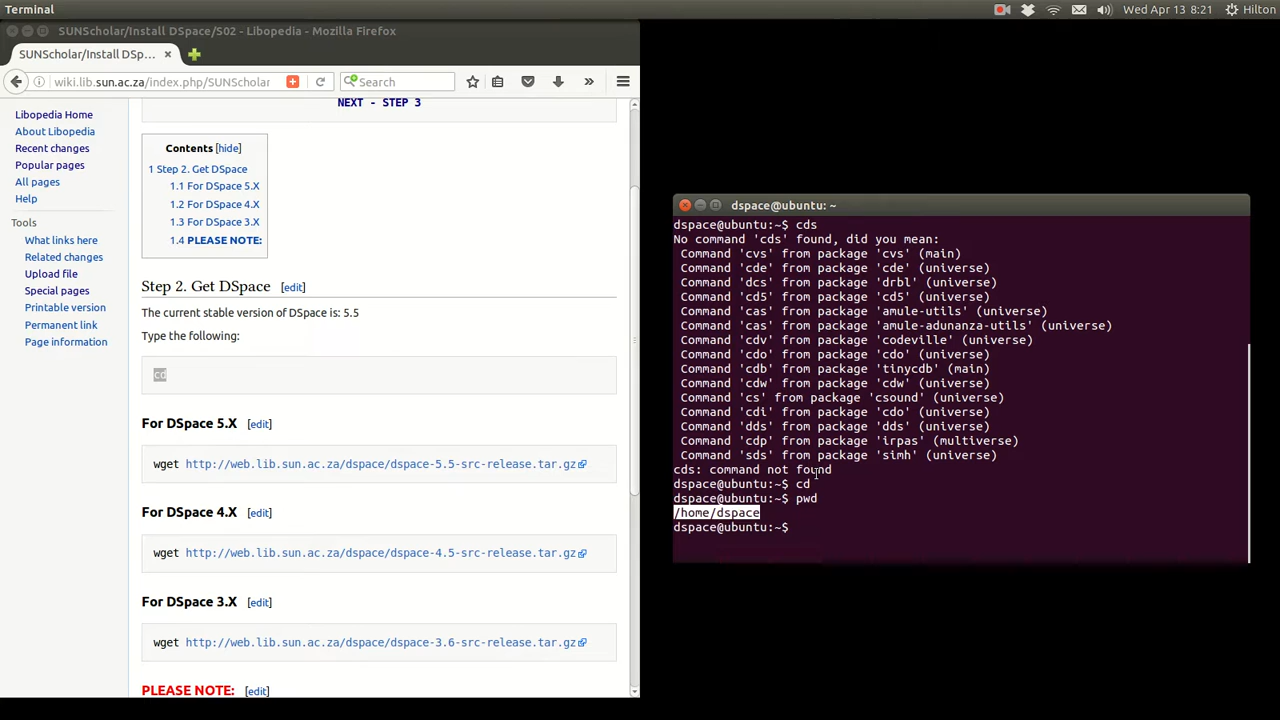 Terminal
Wed Apr 13 8:21
Hilton
SUNScholar/Install DSpace/S02 - Libopedia - Mozilla Firefox
SUNScholar/Install DSp...
wiki.lib.sun.ac.za/index.php/SUNScholar
Search
Libopedia Home
About Libopedia
Recent changes
Popular pages
All pages
Help
Tools
What links here
Related changes
Upload file
Special pages
Printable version
Permanent link
Page information
NEXT - STEP 3
Contents [hide]
1 Step 2. Get DSpace
1.1 For DSpace 5.X
1.2 For DSpace 4.X
1.3 For DSpace 3.X
1.4 PLEASE NOTE:
Step 2. Get DSpace [edit]
The current stable version of DSpace is: 5.5
Type the following:
cd
For DSpace 5.X [edit]
wget http://web.lib.sun.ac.za/dspace/dspace-5.5-src-release.tar.gz
For DSpace 4.X [edit]
wget http://web.lib.sun.ac.za/dspace/dspace-4.5-src-release.tar.gz
For DSpace 3.X [edit]
wget http://web.lib.sun.ac.za/dspace/dspace-3.6-src-release.tar.gz
PLEASE NOTE: [edit]
dspace@ubuntu: ~
dspace@ubuntu:~$ cds
No command 'cds' found, did you mean:
Command 'cvs' from package 'cvs' (main)
Command 'cde' from package 'cde' (universe)
Command 'dcs' from package 'drbl' (universe)
Command 'cd5' from package 'cd5' (universe)
Command 'cas' from package 'amule-utils' (universe)
Command 'cas' from package 'amule-adunanza-utils' (universe)
Command 'cdv' from package 'codeville' (universe)
Command 'cdo' from package 'cdo' (universe)
Command 'cdb' from package 'tinycdb' (main)
Command 'cdw' from package 'cdw' (universe)
Command 'cs' from package 'csound' (universe)
Command 'cdi' from package 'cdo' (universe)
Command 'dds' from package 'dds' (universe)
Command 'cdp' from package 'irpas' (multiverse)
Command 'sds' from package 'simh' (universe)
cds: command not found
dspace@ubuntu:~$ cd
dspace@ubuntu:~$ pwd
/home/dspace
dspace@ubuntu:~$